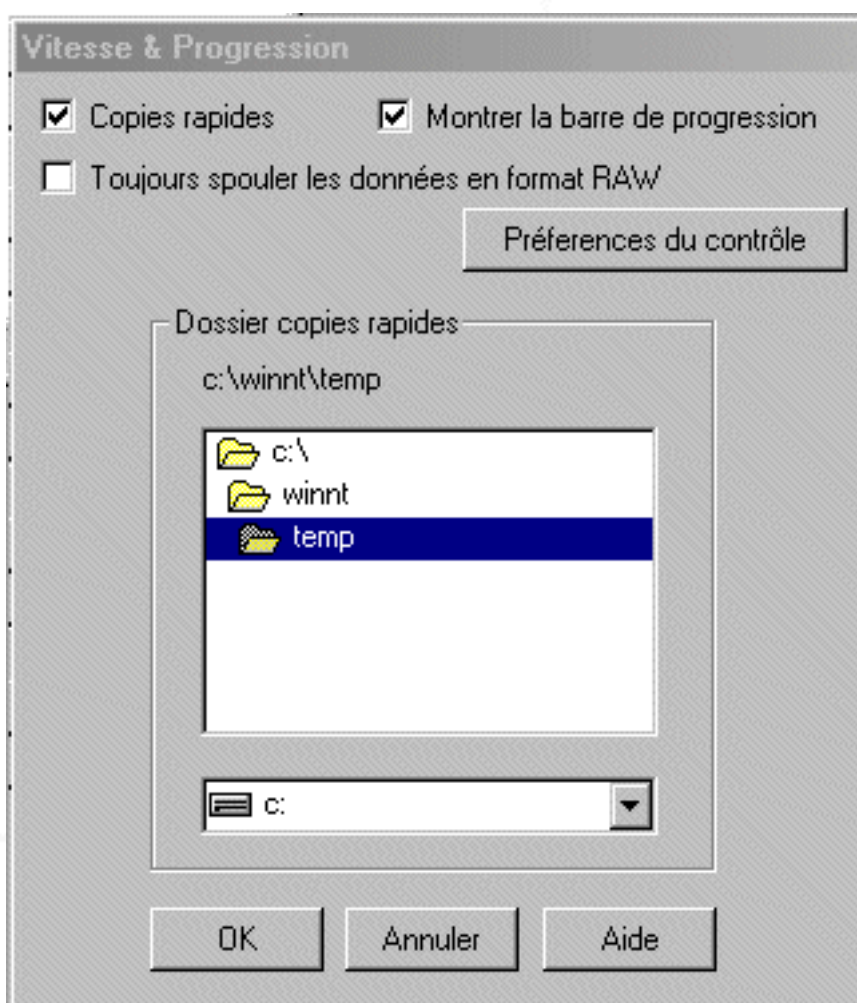 Vitesse & Progression
Copies rapides Montrer la barre de progression
Toujours spouler les données en format RAW
Préferences du contrôle
Dossier copies rapides
c:\winnt\temp
c:\
winnt
temp
c:
OK Annuler Aide